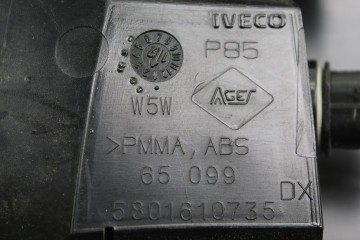 IVECO
P85
W5W
AGES
>PMMA, ABS
65 099
DX
5801610735